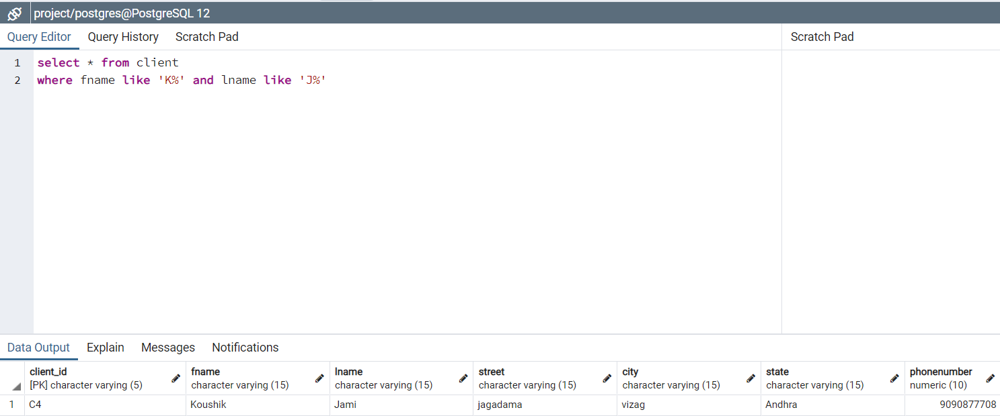 project/postgres@PostgreSQL 12
Query Editor Query History Scratch Pad Scratch Pad
1 select * from client
2 where fname like 'K%' and lname like 'J%'
Data Output Explain Messages Notifications
client_id fname lname street city state phonenumber
[PK] character varying (5) character varying (15) character varying (15) character varying (15) character varying (15) character varying (15) numeric (10)
1 C4 Koushik Jami jagadama vizag Andhra 9090877708